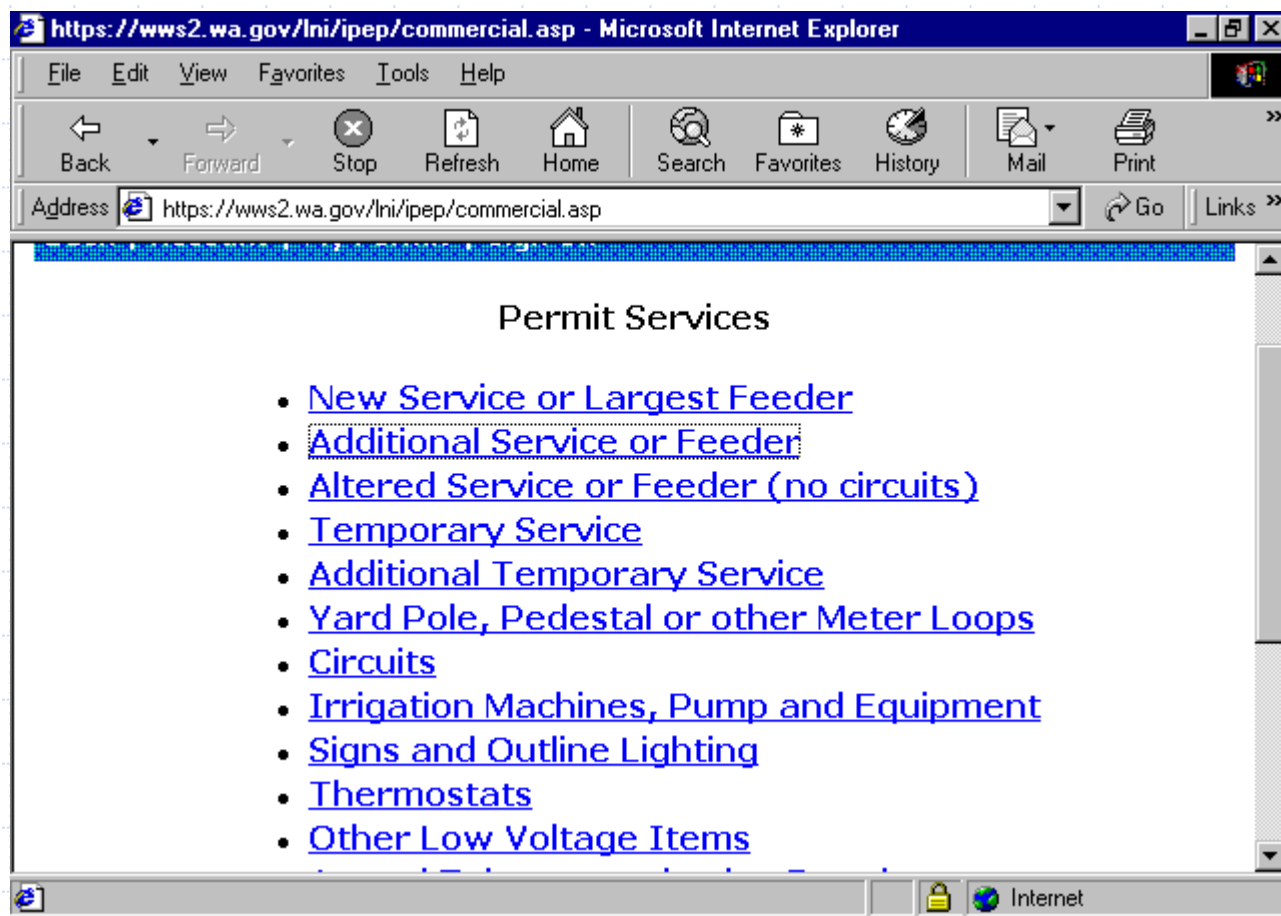 https://wws2.wa.gov/lni/ipep/commercial.asp - Microsoft Internet Explorer
File Edit View Favorites Tools Help
Back Forward Stop Refresh Home Search Favorites History Mail Print
Address https://wws2.wa.gov/lni/ipep/commercial.asp Go Links
Permit Services
• New Service or Largest Feeder
• Additional Service or Feeder
• Altered Service or Feeder (no circuits)
• Temporary Service
• Additional Temporary Service
• Yard Pole, Pedestal or other Meter Loops
• Circuits
• Irrigation Machines, Pump and Equipment
• Signs and Outline Lighting
• Thermostats
• Other Low Voltage Items
Internet